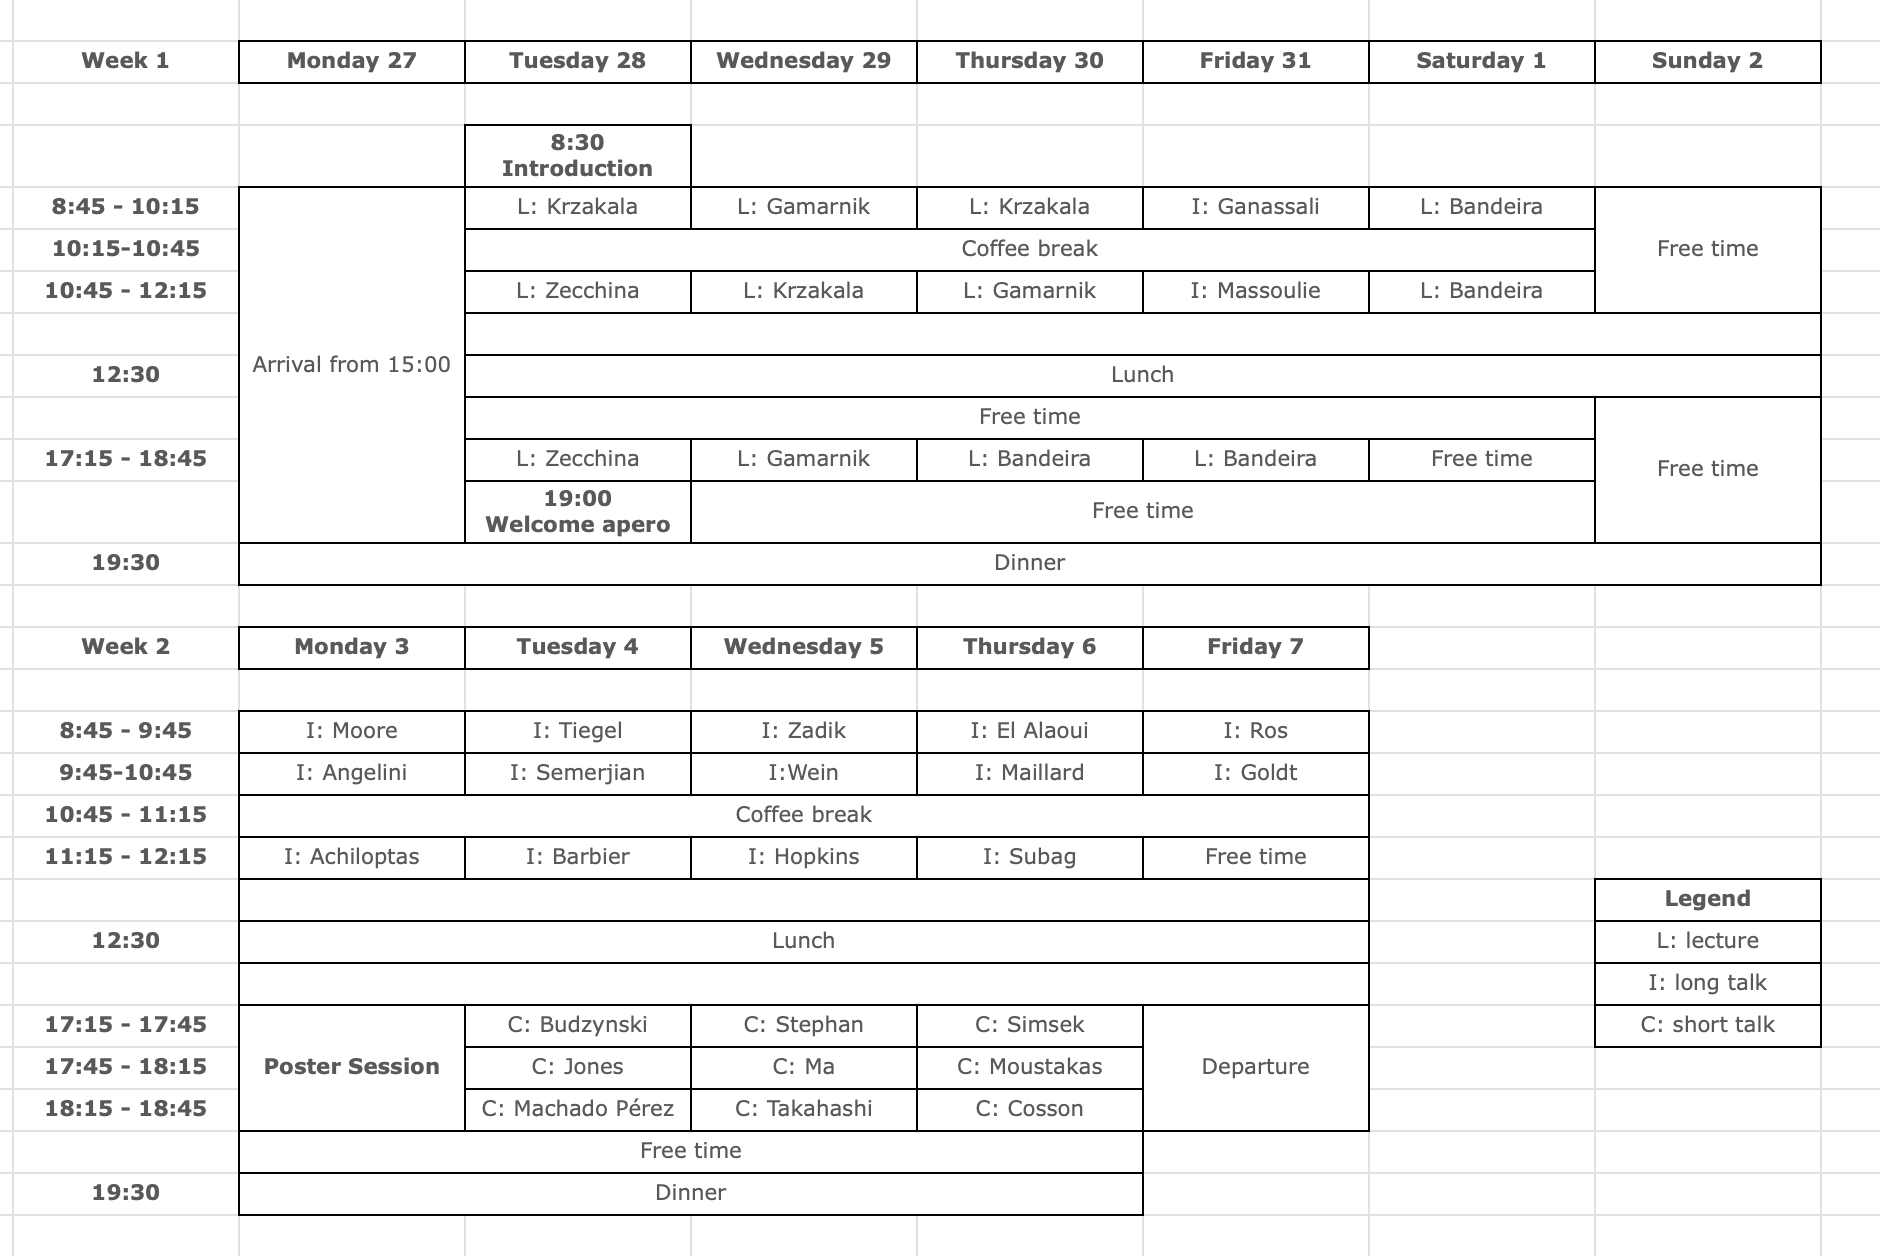 Week 1 Monday 27 Tuesday 28 Wednesday 29 Thursday 30 Friday 31 Saturday 1 Sunday 2
8:30
Introduction
8:45 - 10:15 L: Krzakala L: Gamarnik L: Krzakala I: Ganassali L: Bandeira
10:15-10:45 Coffee break Free time
10:45 - 12:15 L: Zecchina L: Krzakala L: Gamarnik I: Massoulie L: Bandeira
Arrival from 15:00
12:30 Lunch
Free time
17:15 - 18:45 L: Zecchina L: Gamarnik L: Bandeira L: Bandeira Free time
Free time
19:00
Welcome apero
Free time
19:30 Dinner
Week 2 Monday 3 Tuesday 4 Wednesday 5 Thursday 6 Friday 7
8:45 - 9:45 I: Moore I: Tiegel I: Zadik I: El Alaoui I: Ros
9:45-10:45 I: Angelini I: Semerjian I:Wein I: Maillard I: Goldt
10:45 - 11:15 Coffee break
11:15 - 12:15 I: Achiloptas I: Barbier I: Hopkins I: Subag Free time
Legend
12:30 Lunch L: lecture
I: long talk
17:15 - 17:45 C: Budzynski C: Stephan C: Simsek C: short talk
17:45 - 18:15 Poster Session C: Jones C: Ma C: Moustakas Departure
18:15 - 18:45 C: Machado Pérez C: Takahashi C: Cosson
Free time
19:30 Dinner